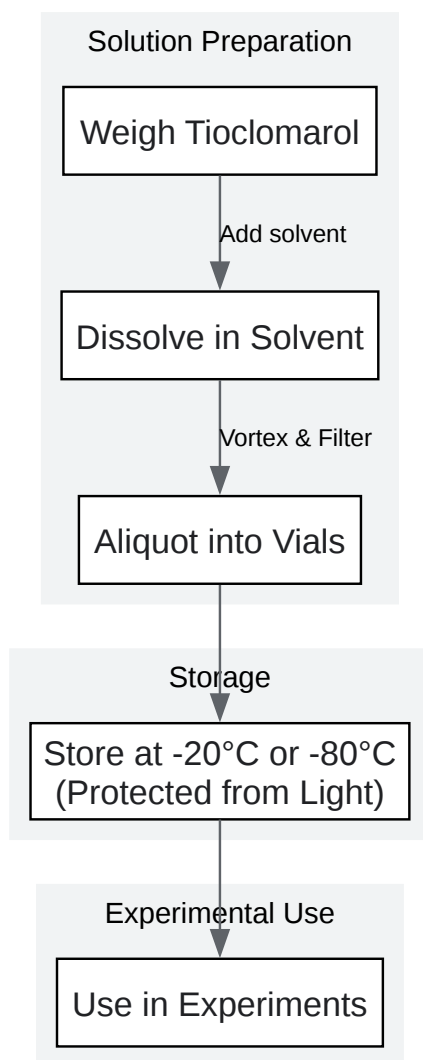 Solution Preparation
Weigh Tioclomarol
Add solvent
Dissolve in Solvent
Vortex & Filter
Aliquot into Vials
Storage
Store at -20°C or -80°C
(Protected from Light)
Experimental Use
Use in Experiments